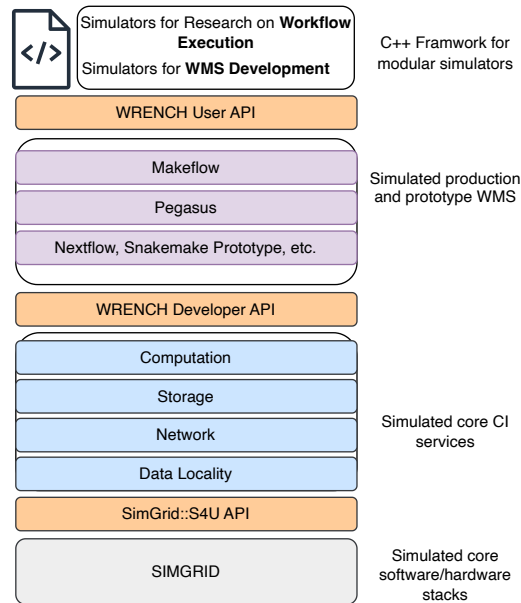 </>
Simulators for Research on Workflow
Execution
Simulators for WMS Development
C++ Framwork for
modular simulators
WRENCH User API
Makeflow
Pegasus
Nextflow, Snakemake Prototype, etc.
Simulated production
and prototype WMS
WRENCH Developer API
Computation
Storage
Network
Data Locality
Simulated core CI
services
SimGrid::S4U API
SIMGRID
Simulated core
software/hardware
stacks